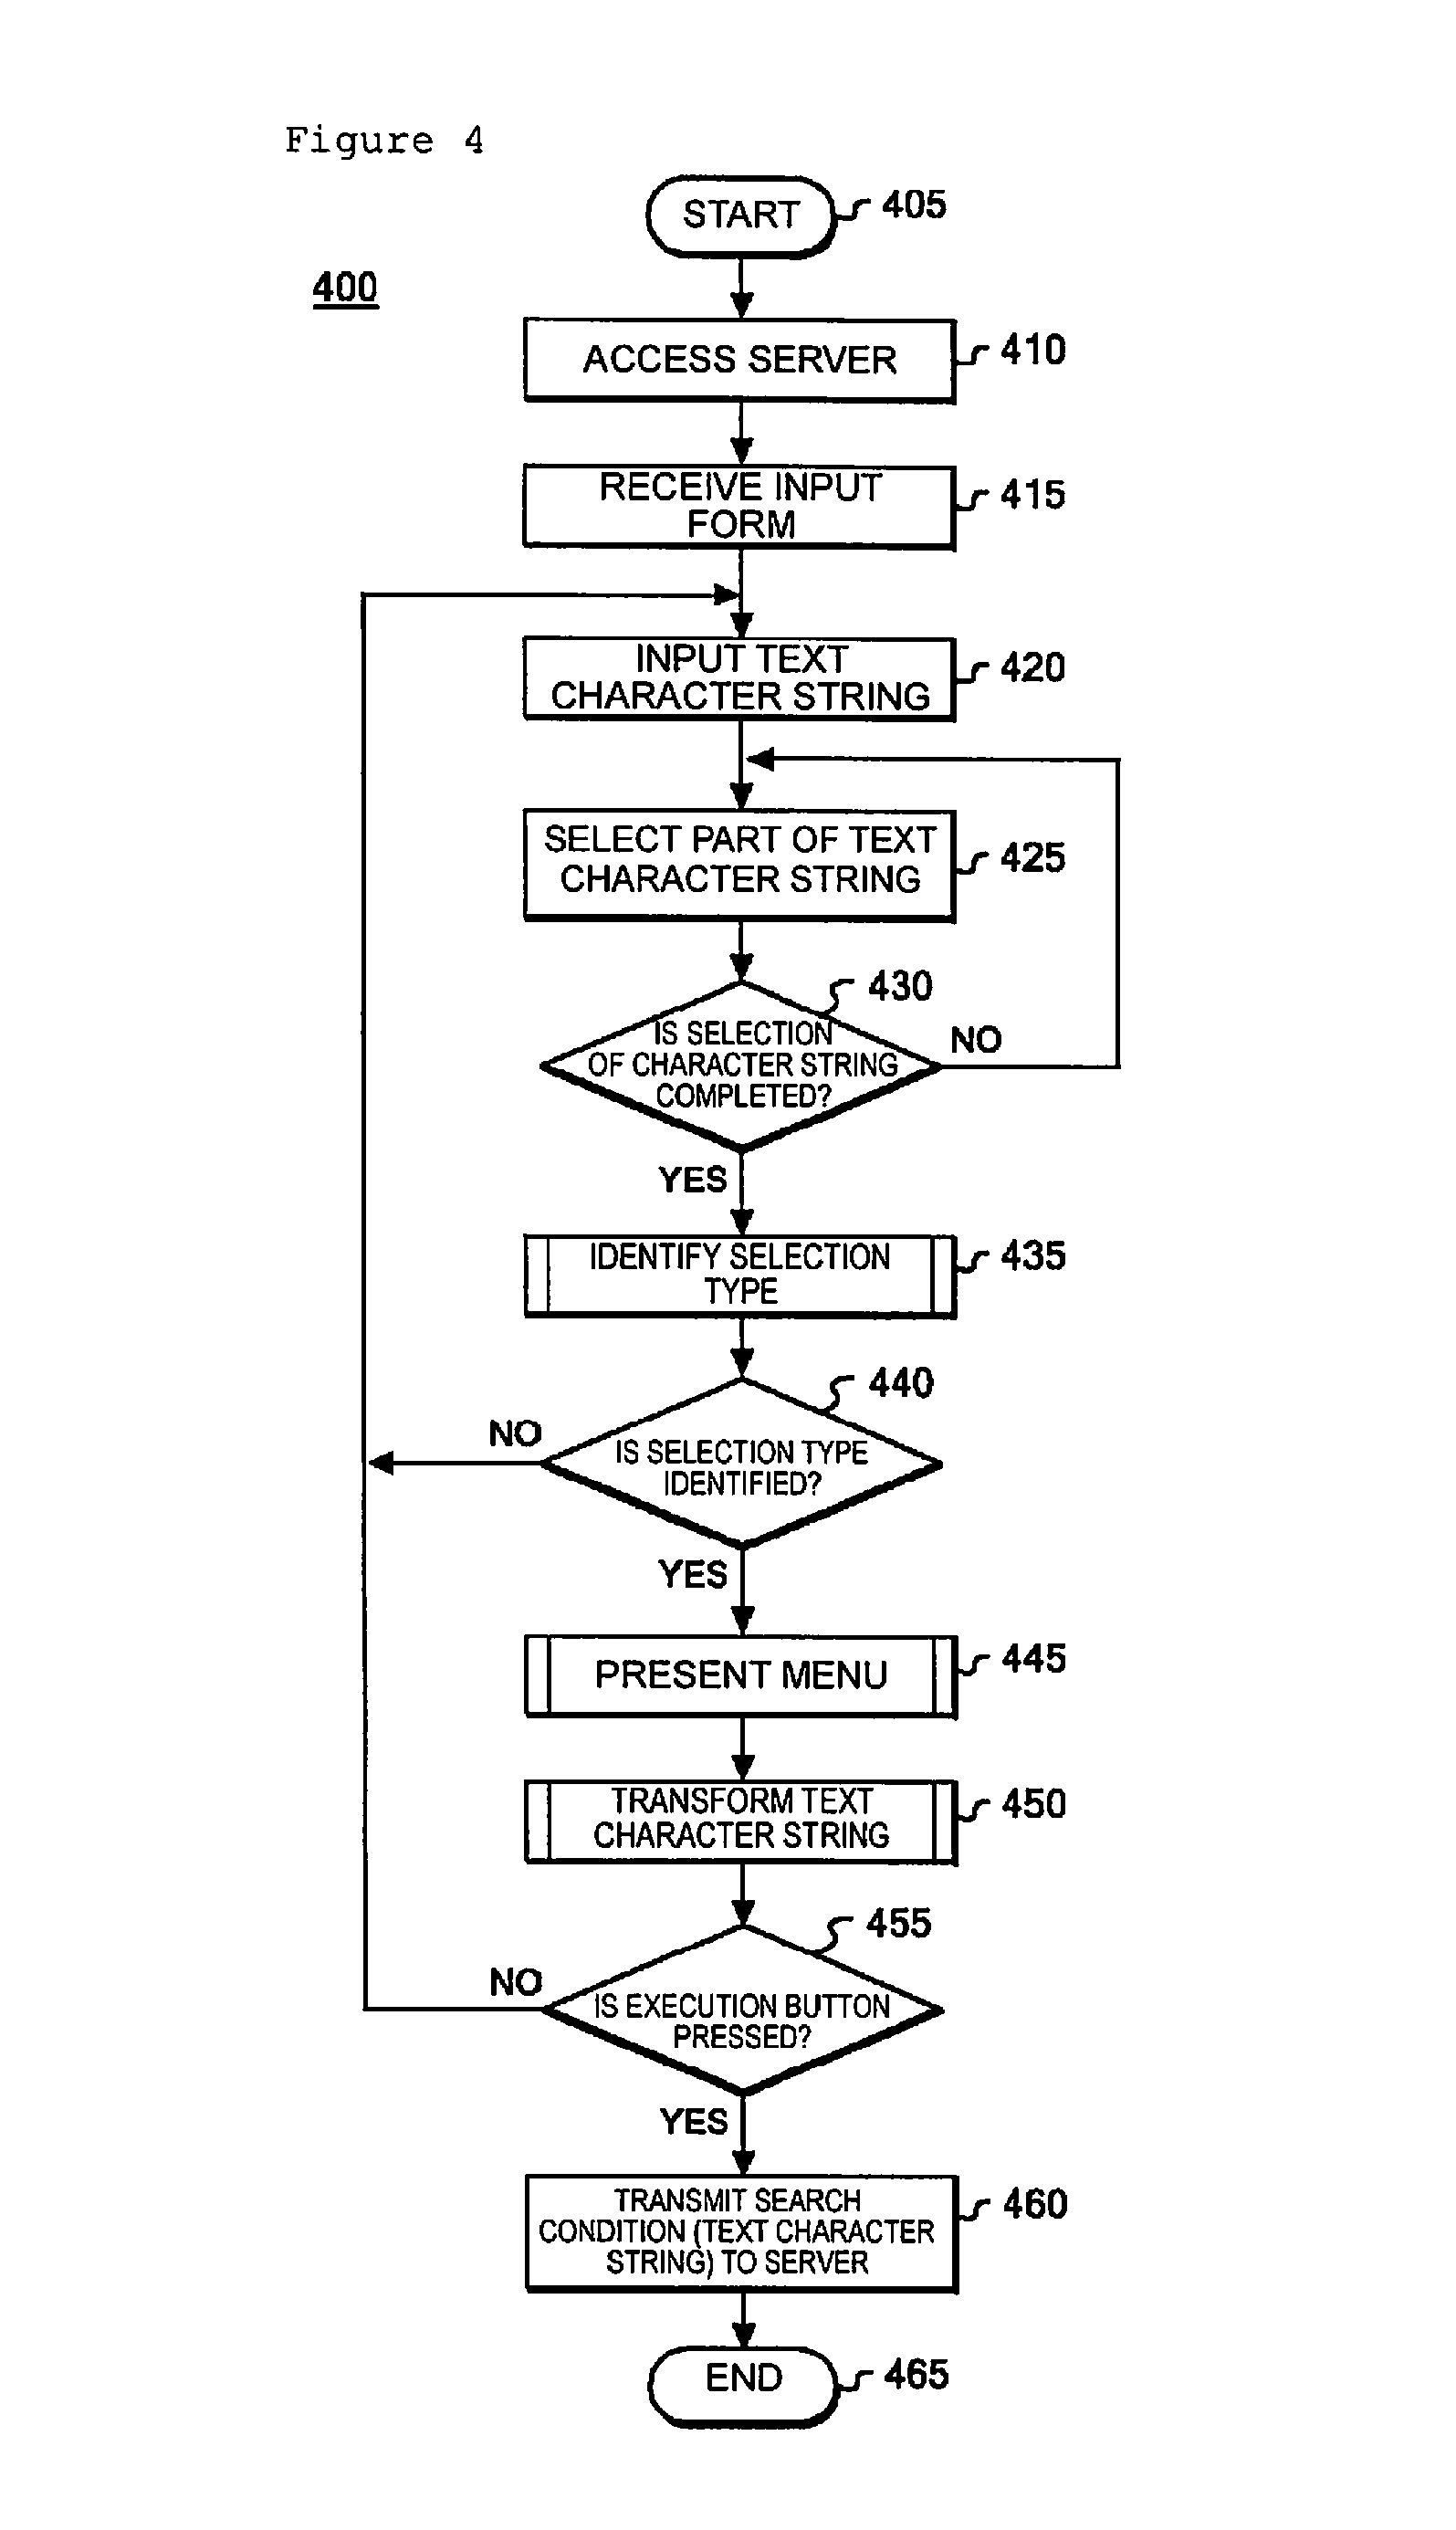 Figure 4
START
405
400
ACCESS SERVER
410
RECEIVE INPUT
FORM
415
INPUT TEXT
CHARACTER STRING
420
SELECT PART OF TEXT
CHARACTER STRING
425
430
IS SELECTION
OF CHARACTER STRING
COMPLETED?
NO
YES
IDENTIFY SELECTION
TYPE
435
440
NO
IS SELECTION TYPE
IDENTIFIED?
YES
PRESENT MENU
445
TRANSFORM TEXT
CHARACTER STRING
450
455
NO
IS EXECUTION BUTTON
PRESSED?
YES
TRANSMIT SEARCH
CONDITION (TEXT CHARACTER
STRING) TO SERVER
460
END
465